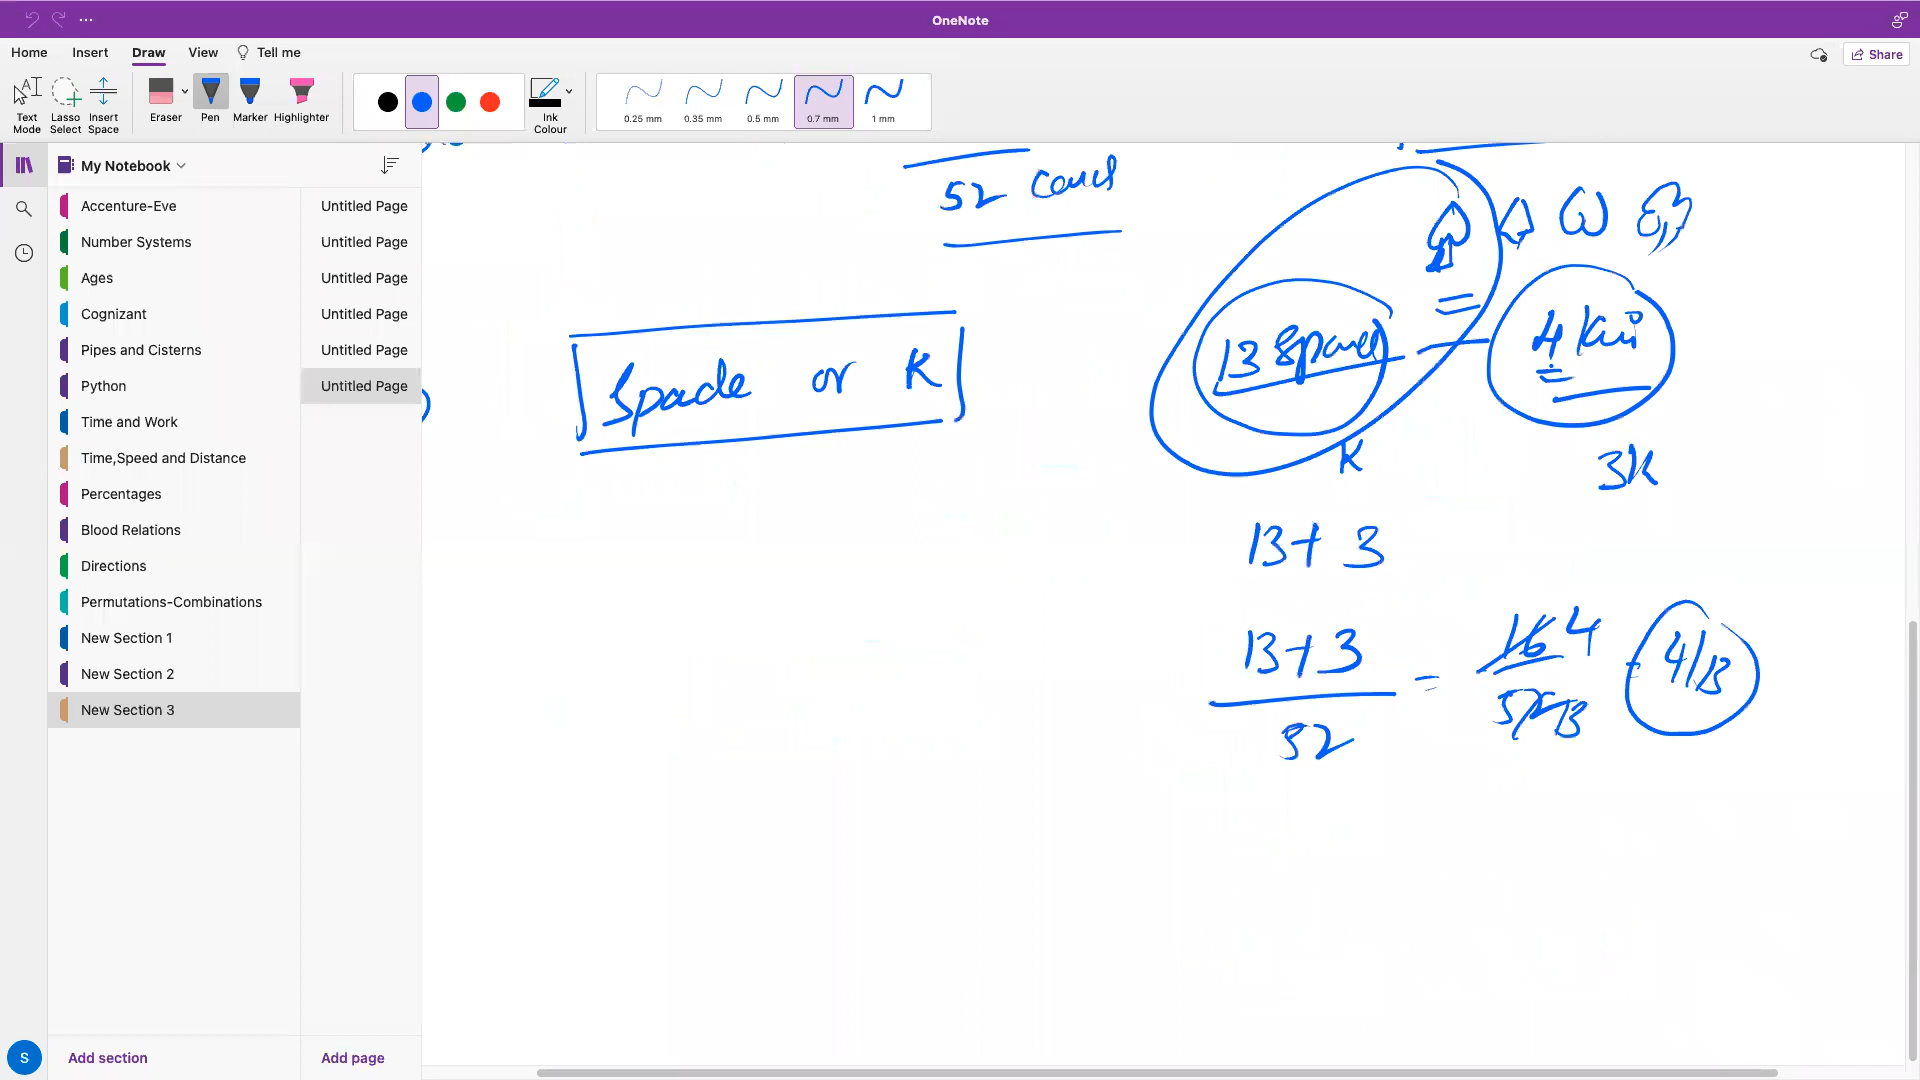 OneNote
Home Insert Draw View Tell me
Share
Text Mode
Lasso Select
Insert Space
Eraser
Pen
Marker
Highlighter
Ink Colour
0.25 mm
0.35 mm
0.5 mm
0.7 mm
1 mm
My Notebook
Accenture-Eve
Number Systems
Ages
Cognizant
Pipes and Cisterns
Python
Time and Work
Time,Speed and Distance
Percentages
Blood Relations
Directions
Permutations-Combinations
New Section 1
New Section 2
New Section 3
Untitled Page
Untitled Page
Untitled Page
Untitled Page
Untitled Page
Untitled Page
S
Add section
Add page
52
Spade or K
13
4
K
3K
13+3
13+3
52
=
16 4
52 13
= 4/13